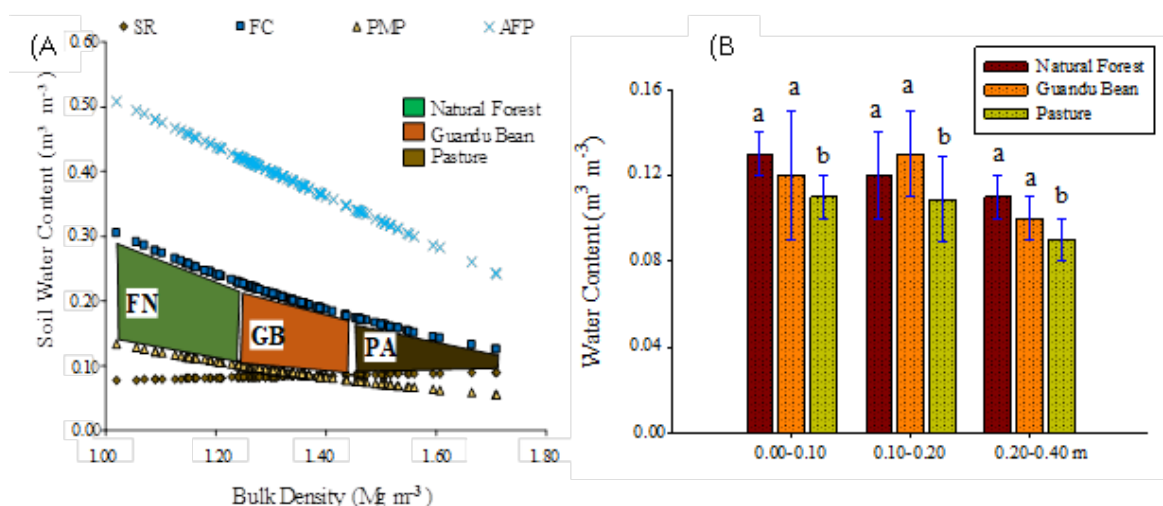 (A
SR FC PMP AFP
Soil Water Content (m³ m⁻³)
0.60
0.50
0.40
0.30
0.20
0.10
0.00
Natural Forest
Guandu Bean
Pasture
FN
GB
PA
1.00 1.20 1.40 1.60 1.80
Bulk Density (Mg m³)
(B
Natural Forest
Guandu Bean
Pasture
Water Content (m³ m⁻³)
0.16
0.12
0.08
0.04
0.00
a a b
a a b
a a b
0.00-0.10 0.10-0.20 0.20-0.40 m